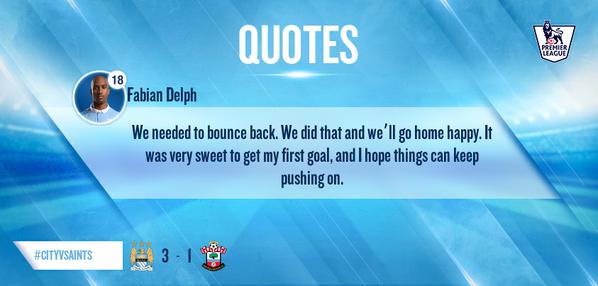 QUOTES
PREMIER
LEAGUE
18
Fabian Delph
We needed to bounce back. We did that and we'll go home happy. It
was very sweet to get my first goal, and I hope things can keep
pushing on.
#CITYVSAINTS
3 - 1